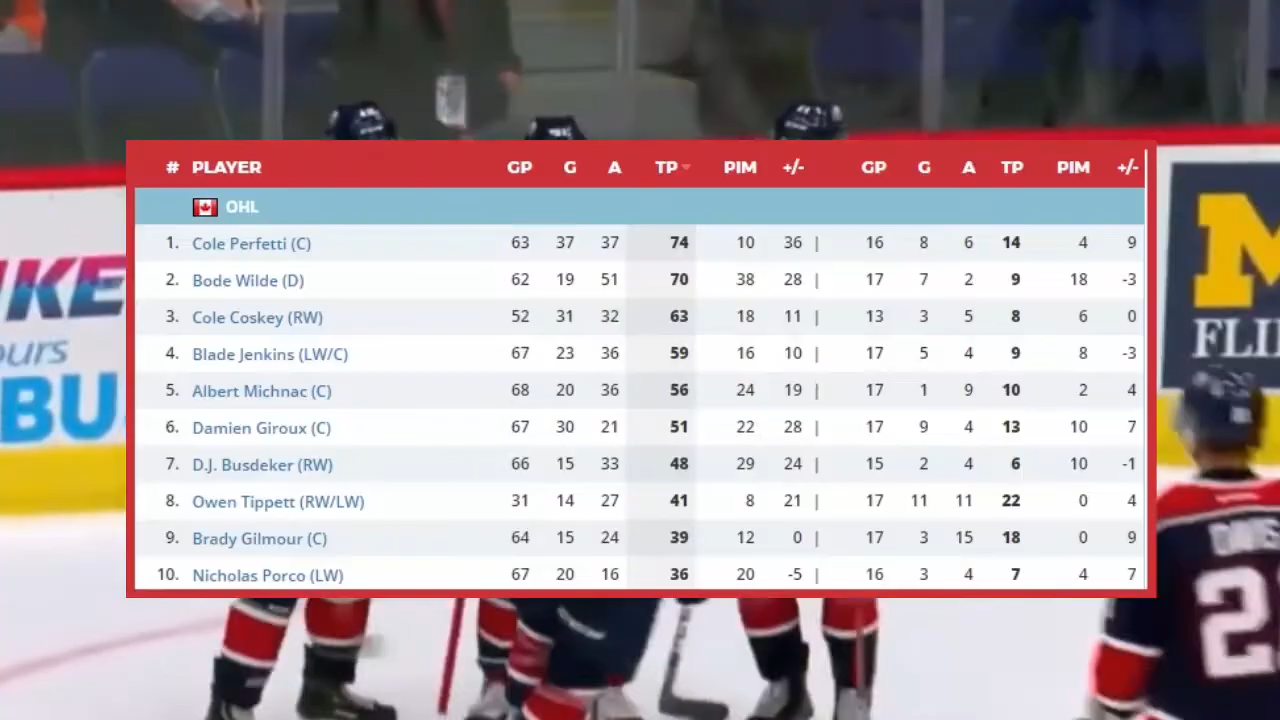 # PLAYER GP G A TP PIM +/- GP G A TP PIM +/-
OHL
1. Cole Perfetti (C) 63 37 37 74 10 36 | 16 8 6 14 4 9
2. Bode Wilde (D) 62 19 51 70 38 28 | 17 7 2 9 18 -3
3. Cole Coskey (RW) 52 31 32 63 18 11 | 13 3 5 8 6 0
4. Blade Jenkins (LW/C) 67 23 36 59 16 10 | 17 5 4 9 8 -3
5. Albert Michnac (C) 68 20 36 56 24 19 | 17 1 9 10 2 4
6. Damien Giroux (C) 67 30 21 51 22 28 | 17 9 4 13 10 7
7. D.J. Busdeker (RW) 66 15 33 48 29 24 | 15 2 4 6 10 -1
8. Owen Tippett (RW/LW) 31 14 27 41 8 21 | 17 11 11 22 0 4
9. Brady Gilmour (C) 64 15 24 39 12 0 | 17 3 15 18 0 9
10. Nicholas Porco (LW) 67 20 16 36 20 -5 | 16 3 4 7 4 7
IKE
ours
BU
M
FLI
2